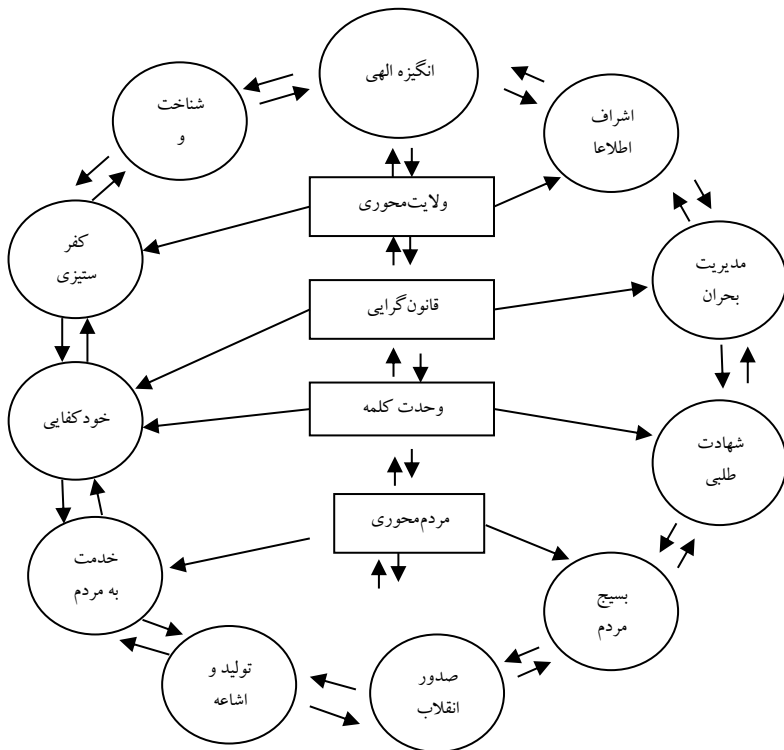 انگیزه الهی
شناخت
و
اشراف
اطلاعا
ولایت‌محوری
کفر
ستیزی
مدیریت
بحران
قانون‌گرایی
خودکفایی
وحدت کلمه
شهادت
طلبی
مردم‌محوری
خدمت
به مردم
بسیج
مردم
تولید و
اشاعه
صدور
انقلاب